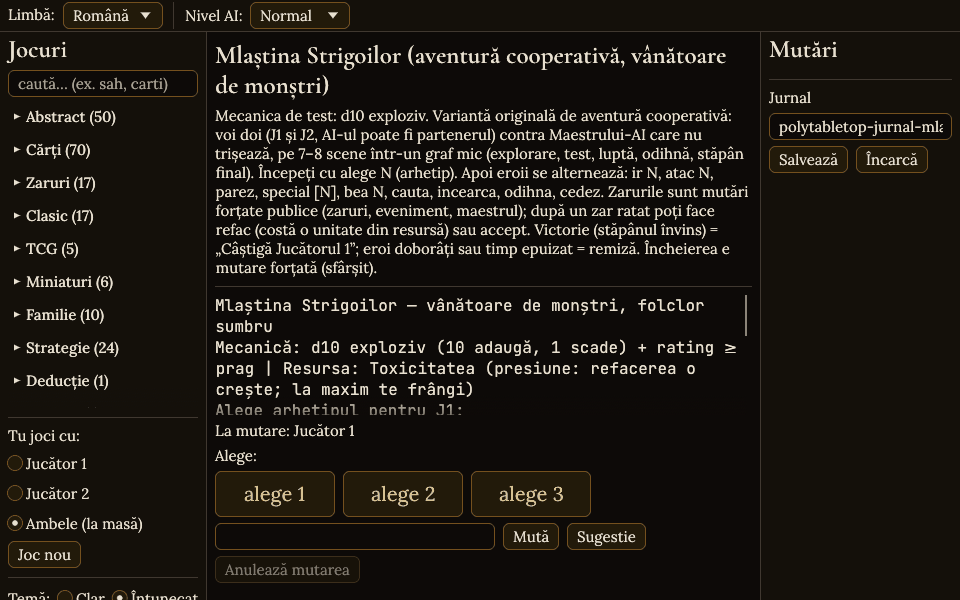 Limbă: Română ▼ Nivel AI: Normal ▼
Jocuri
caută... (ex. sah, carti)
▸ Abstract (50)
▸ Cărți (70)
▸ Zaruri (17)
▸ Clasic (17)
▸ TCG (5)
▸ Miniaturi (6)
▸ Familie (10)
▸ Strategie (24)
▸ Deducție (1)
Tu joci cu:
Jucător 1
Jucător 2
Ambele (la masă)
Joc nou
Temă: Clar Întunecat
Mlaștina Strigoilor (aventură cooperativă, vânătoare
de monștri)
Mecanica de test: d10 exploziv. Variantă originală de aventură cooperativă:
voi doi (J1 și J2, AI-ul poate fi partenerul) contra Maestrului-AI care nu
trișează, pe 7–8 scene într-un graf mic (explorare, test, luptă, odihnă, stăpân
final). Începeți cu alege N (arhetip). Apoi eroii se alternează: ir N, atac N,
parez, special [N], bea N, cauta, incearca, odihna, cedez. Zarurile sunt mutări
forțate publice (zaruri, eveniment, maestrul); după un zar ratat poți face
refac (costă o unitate din resursă) sau accept. Victorie (stăpânul învins) =
„Câștigă Jucătorul 1”; eroi doborâți sau timp epuizat = remiză. Încheierea e
mutare forțată (sfârșit).
Mlaștina Strigoilor — vânătoare de monștri, folclor
sumbru
Mecanică: d10 exploziv (10 adaugă, 1 scade) + rating ≥
prag | Resursa: Toxicitatea (presiune: refacerea o
crește; la maxim te frângi)
Alege arhetipul pentru J1:
La mutare: Jucător 1
Alege:
alege 1 alege 2 alege 3
Mută Sugestie
Anulează mutarea
Mutări
Jurnal
polytabletop-jurnal-mla
Salvează Încarcă